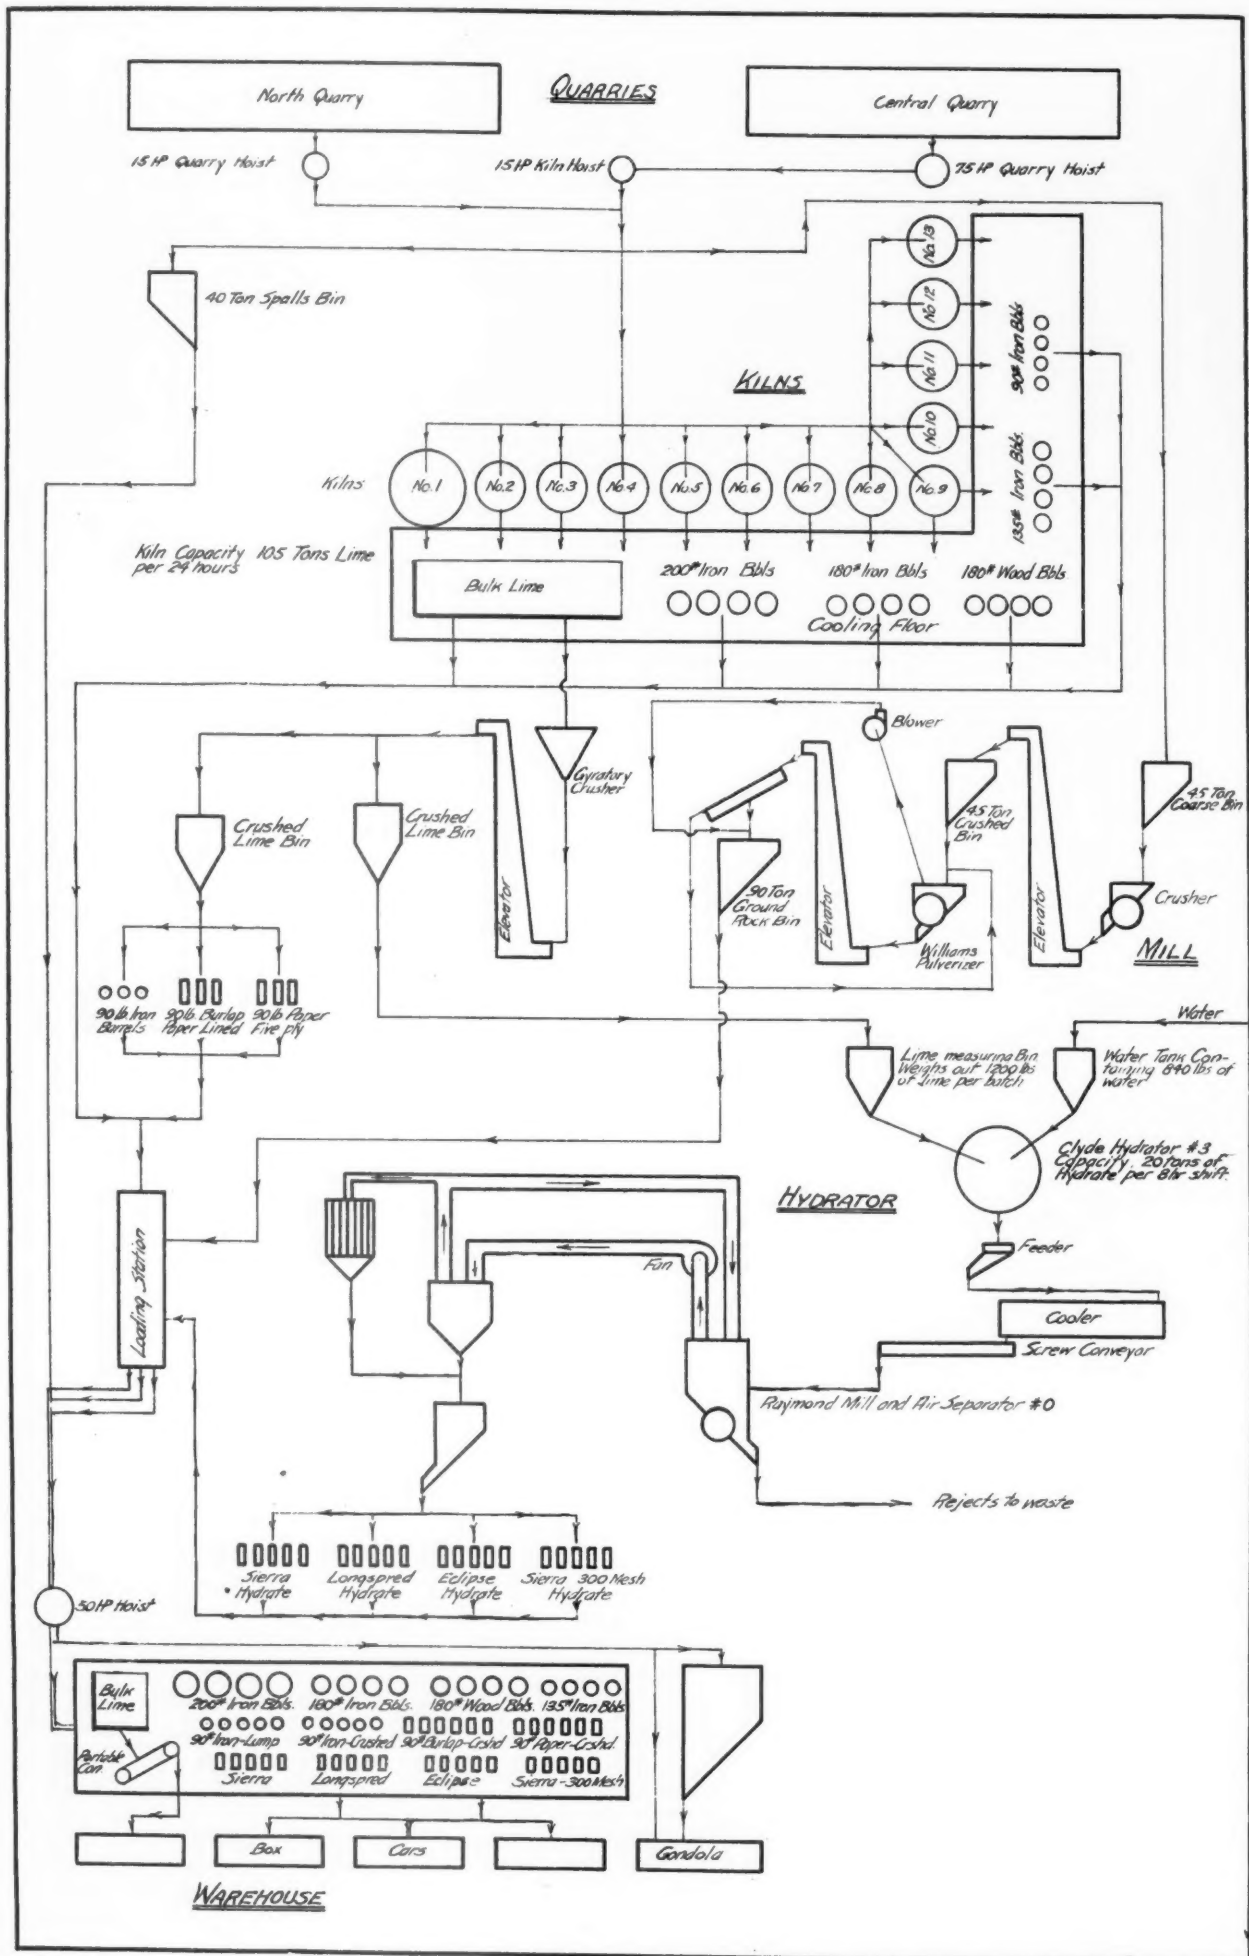 QUARRIES
North Quarry
Central Quarry
15 HP Quarry Hoist
15 HP Kiln Hoist
75 HP Quarry Hoist
40 Ton Spalls Bin
No.13
No.12
No.11
No.10
90# Iron Bbls
135# Iron Bbls.
KILNS
Kilns
No.1
No.2
No.3
No.4
No.5
No.6
No.7
No.8
No.9
Kiln Capacity 105 Tons Lime
per 24 hours
Bulk Lime
200# Iron Bbls
180# Iron Bbls
180# Wood Bbls
Cooling Floor
Blower
Gyratory
Crusher
Crushed
Lime Bin
Crushed
Lime Bin
Elevator
90 Ton
Ground
Rock Bin
Elevator
45 Ton
Crushed
Bin
Williams
Pulverizer
Elevator
45 Ton
Coarse Bin
Crusher
MILL
90 lb Iron
Barrels
90 lb Burlap
Paper Lined
90 lb Paper
Five ply
Water
Lime measuring Bin
Weighs out 1200 lbs
of lime per batch
Water Tank Con-
taining 840 lbs of
water
Clyde Hydrator #3
Capacity 20 tons of
Hydrate per 8hr shift.
HYDRATOR
Feeder
Fan
Cooler
Screw Conveyor
Loading Station
Raymond Mill and Air Separator #0
Rejects to waste
Sierra
Hydrate
Longspred
Hydrate
Eclipse
Hydrate
Sierra 300 Mesh
Hydrate
50 HP Hoist
Bulk
Lime
200# Iron Bbls.
180# Iron Bbls.
180# Wood Bbls.
135# Iron Bbls
90# Iron-Lump
90# Iron-Crushed
90# Burlap-Crshd
90# Paper-Crshd.
Portable
Con.
Sierra
Longspred
Eclipse
Sierra-300 Mesh
Box
Cars
Gondola
WAREHOUSE